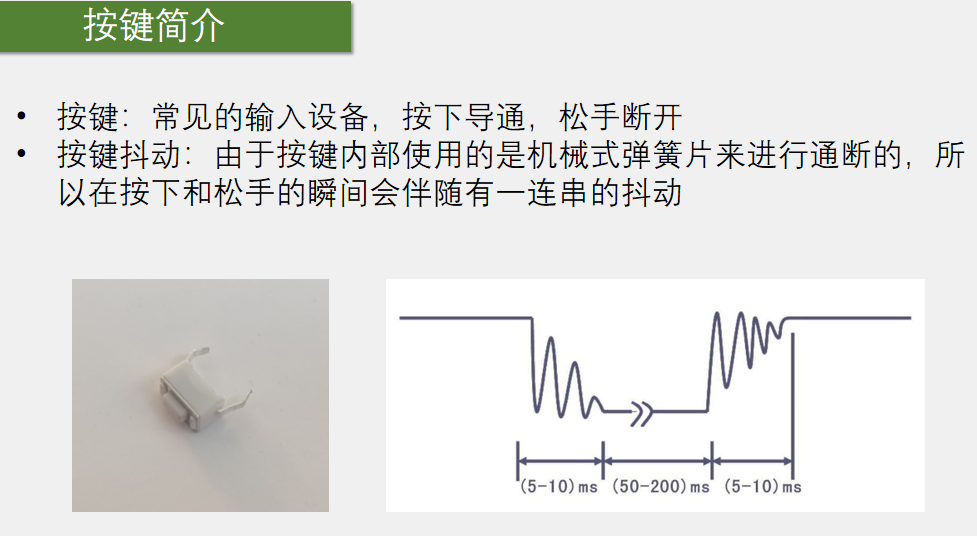 按键简介
• 按键：常见的输入设备，按下导通，松手断开
• 按键抖动：由于按键内部使用的是机械式弹簧片来进行通断的，所
以在按下和松手的瞬间会伴随有一连串的抖动
(5-10)ms (50-200)ms (5-10)ms